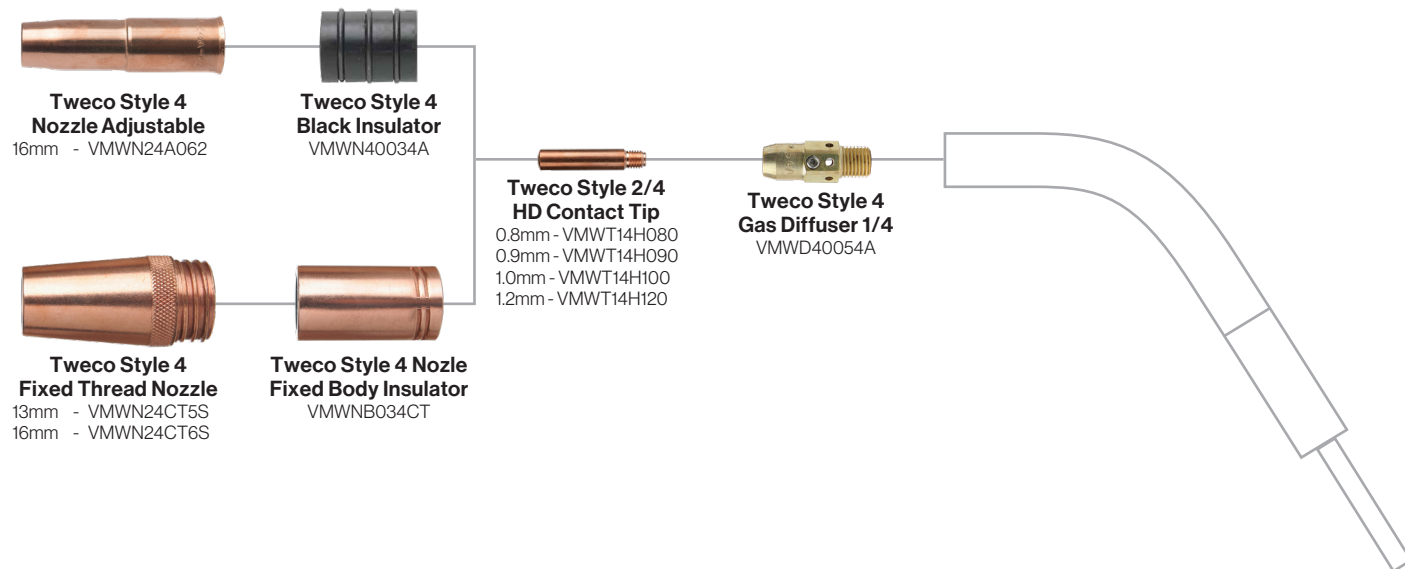 Tweco Style 4
Nozzle Adjustable
16mm - VMWN24A062
Tweco Style 4
Black Insulator
VMWN40034A
Tweco Style 2/4
HD Contact Tip
0.8mm - VMWT14H080
0.9mm - VMWT14H090
1.0mm - VMWT14H100
1.2mm - VMWT14H120
Tweco Style 4
Gas Diffuser 1/4
VMWD40054A
Tweco Style 4
Fixed Thread Nozzle
13mm - VMWN24CT5S
16mm - VMWN24CT6S
Tweco Style 4 Nozle
Fixed Body Insulator
VMWNB034CT